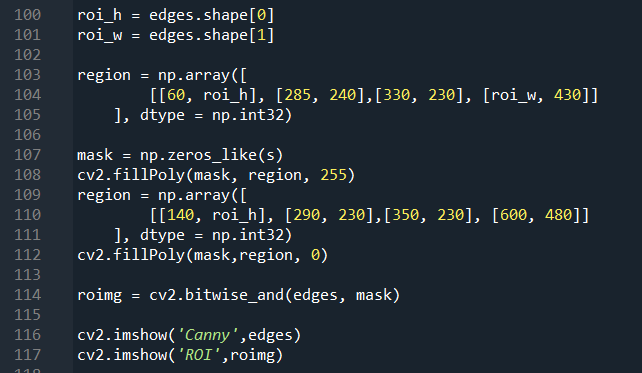 100 roi_h = edges.shape[0]
101 roi_w = edges.shape[1]
102
103 region = np.array([
104         [[60, roi_h], [285, 240],[330, 230], [roi_w, 430]]
105     ], dtype = np.int32)
106
107 mask = np.zeros_like(s)
108 cv2.fillPoly(mask, region, 255)
109 region = np.array([
110         [[140, roi_h], [290, 230],[350, 230], [600, 480]]
111     ], dtype = np.int32)
112 cv2.fillPoly(mask,region, 0)
113
114 roimg = cv2.bitwise_and(edges, mask)
115
116 cv2.imshow('Canny',edges)
117 cv2.imshow('ROI',roimg)
118